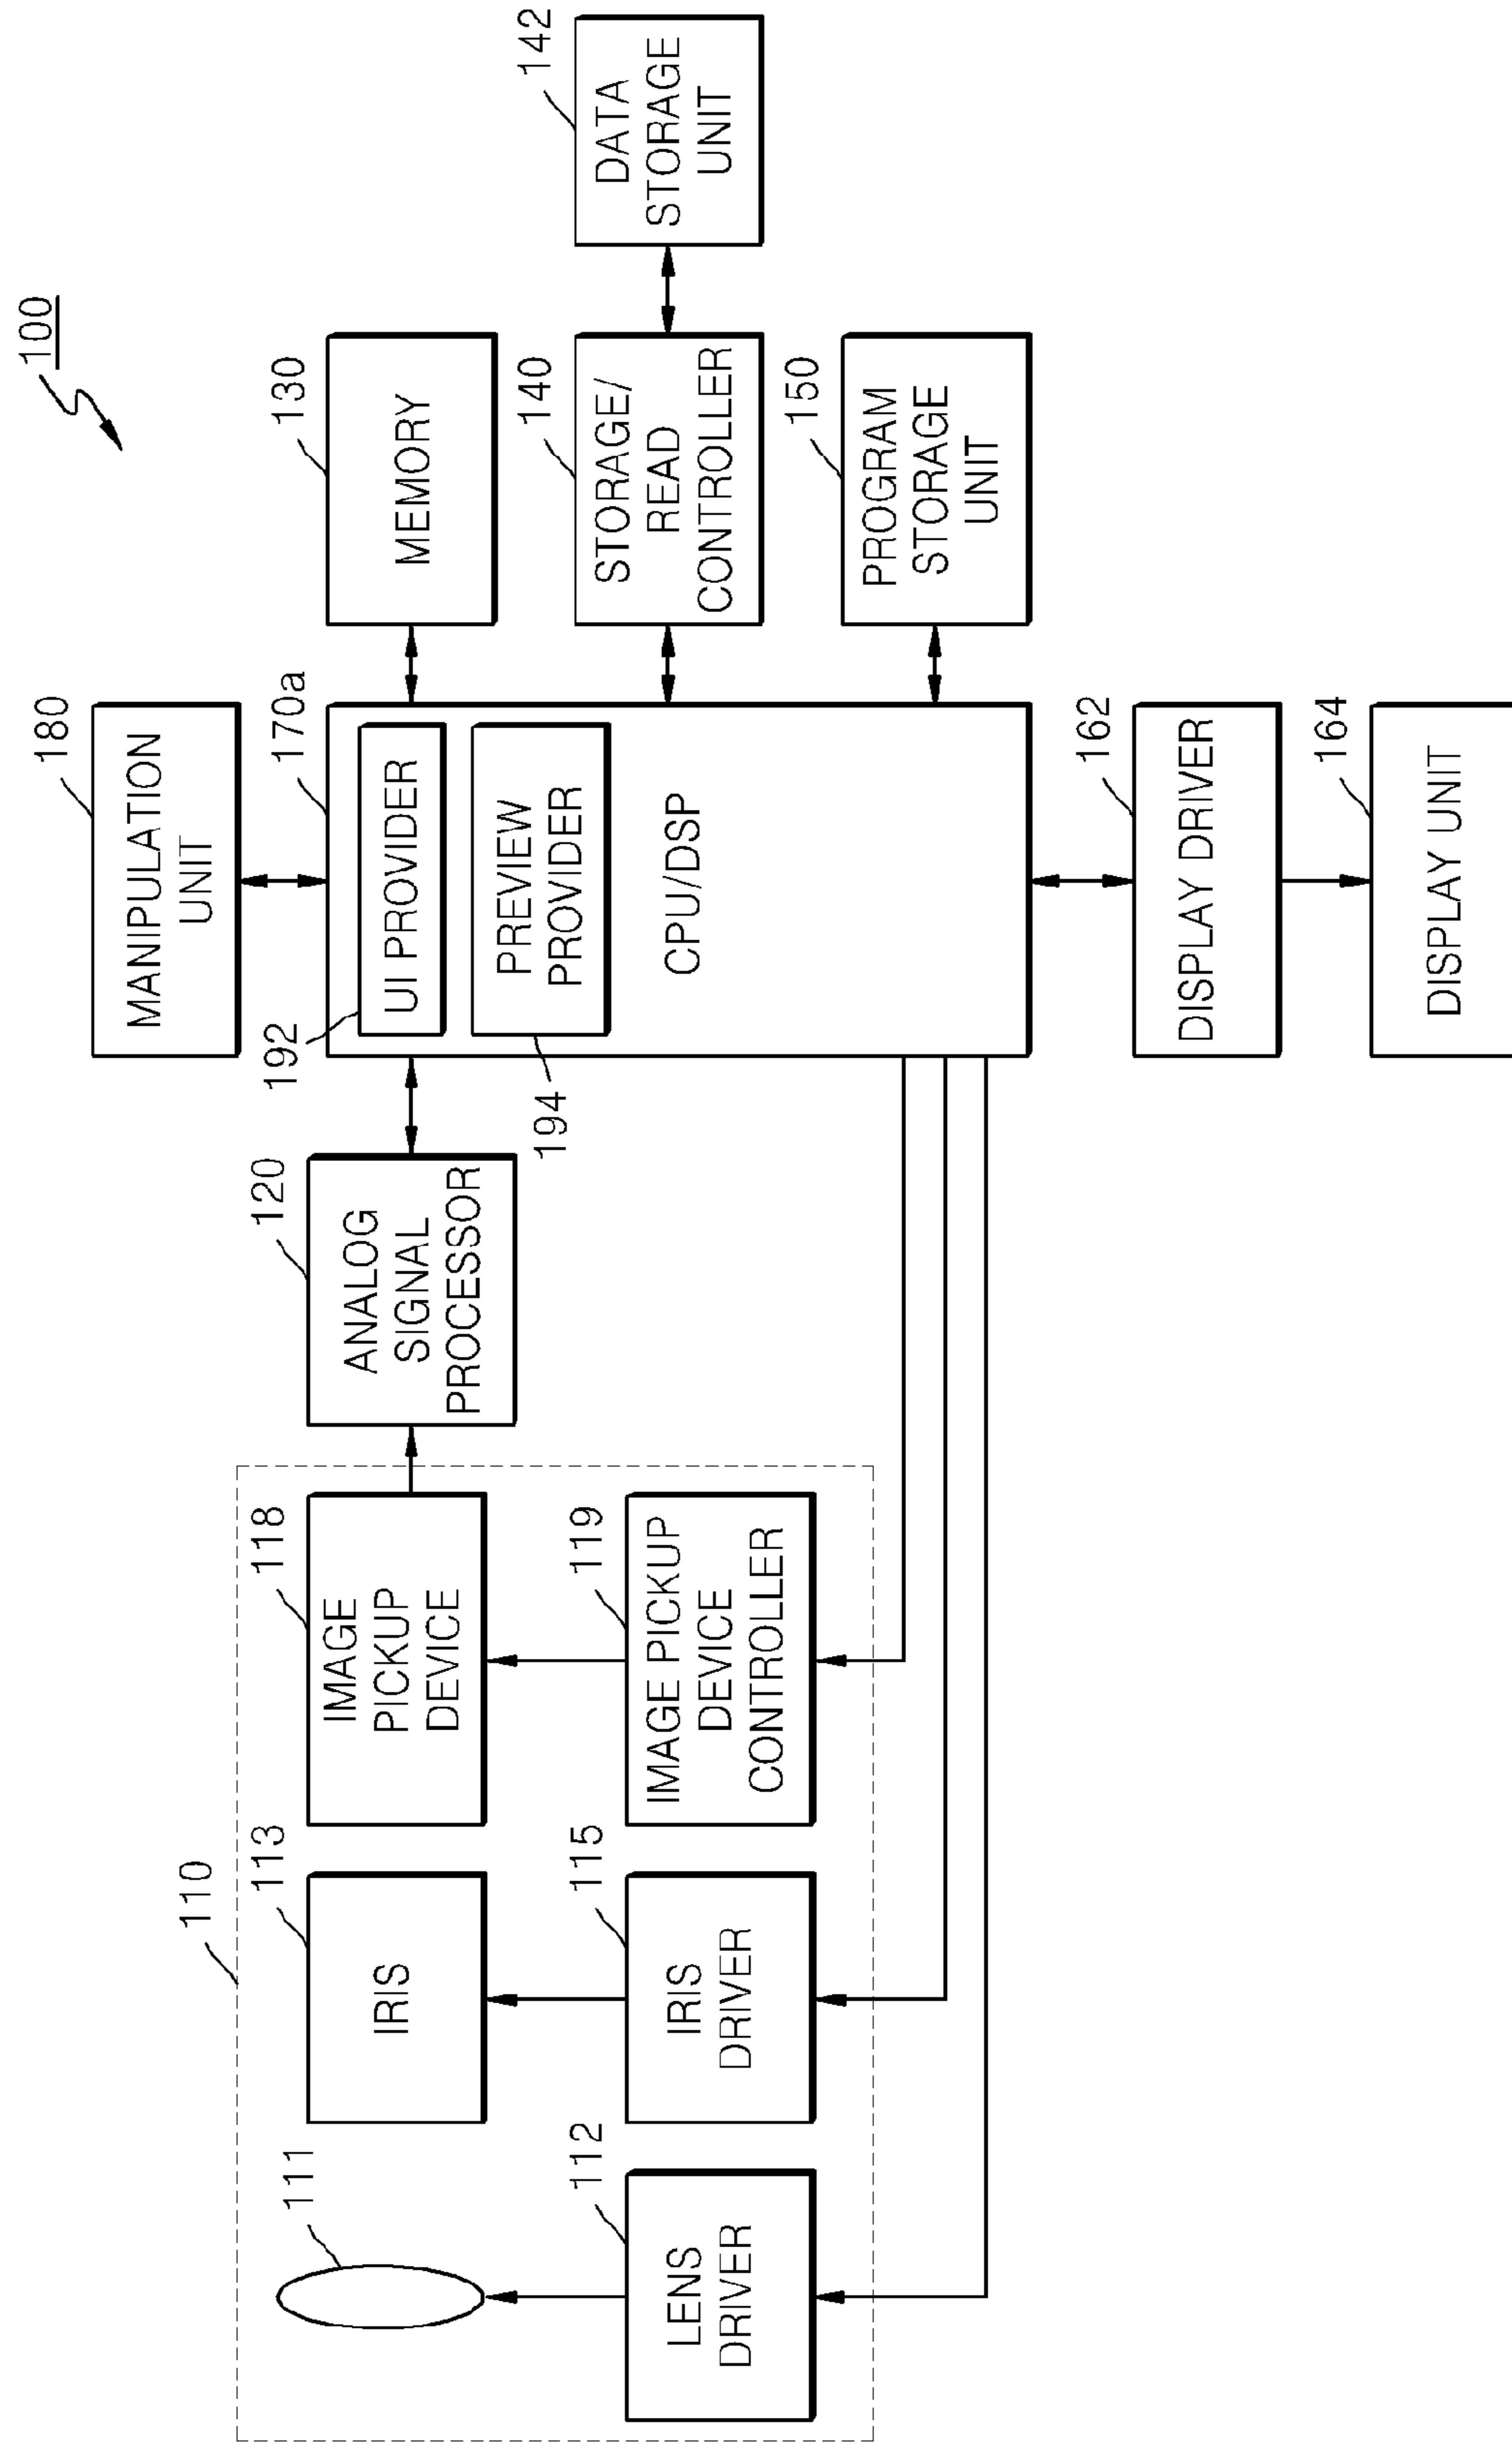 100
110
111
113
118
120
IRIS
IMAGE
PICKUP
DEVICE
ANALOG
SIGNAL
PROCESSOR
112
115
119
LENS
DRIVER
IRIS
DRIVER
IMAGE PICKUP
DEVICE
CONTROLLER
180
MANIPULATION
UNIT
170a
192
UI PROVIDER
194
PREVIEW
PROVIDER
CPU/DSP
130
MEMORY
140
STORAGE/
READ
CONTROLLER
142
DATA
STORAGE
UNIT
150
PROGRAM
STORAGE
UNIT
162
DISPLAY DRIVER
164
DISPLAY UNIT